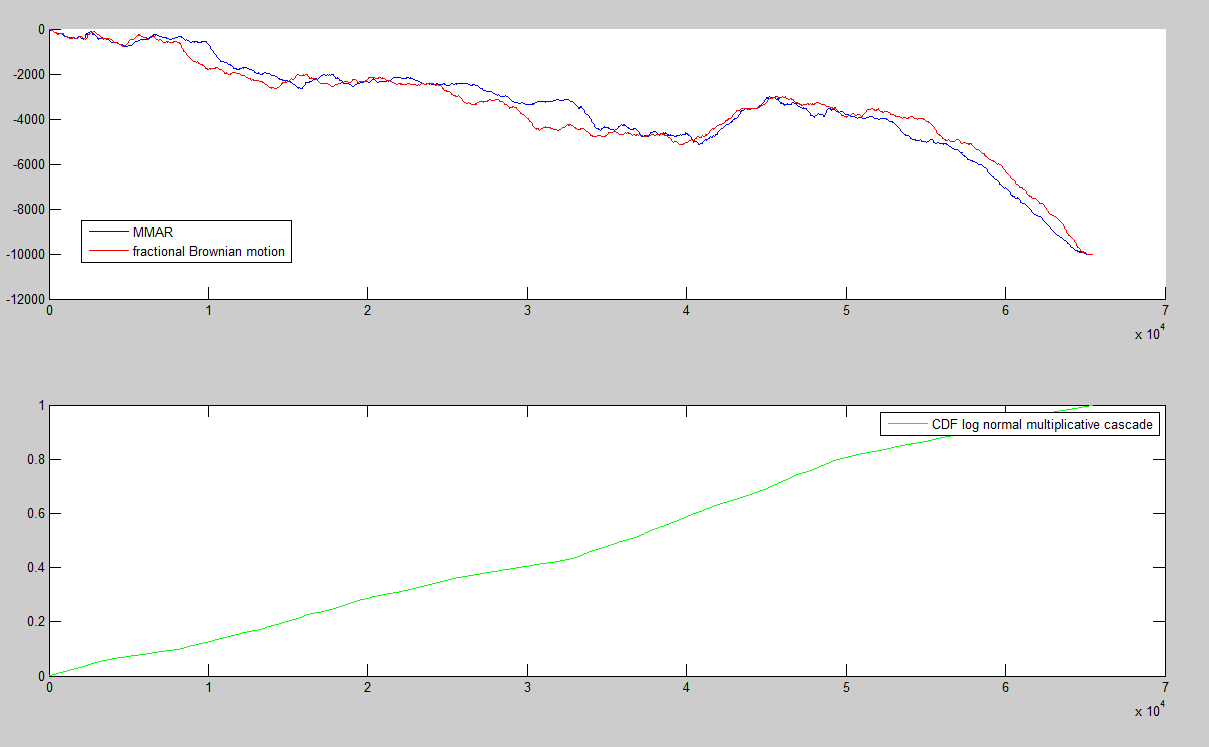 0
-2000
-4000
-6000
-8000
-10000
-12000
MMAR
fractional Brownian motion
0 1 2 3 4 5 6 7
x 10^4
1
0.8
0.6
0.4
0.2
0
CDF log normal multiplicative cascade
0 1 2 3 4 5 6 7
x 10^4